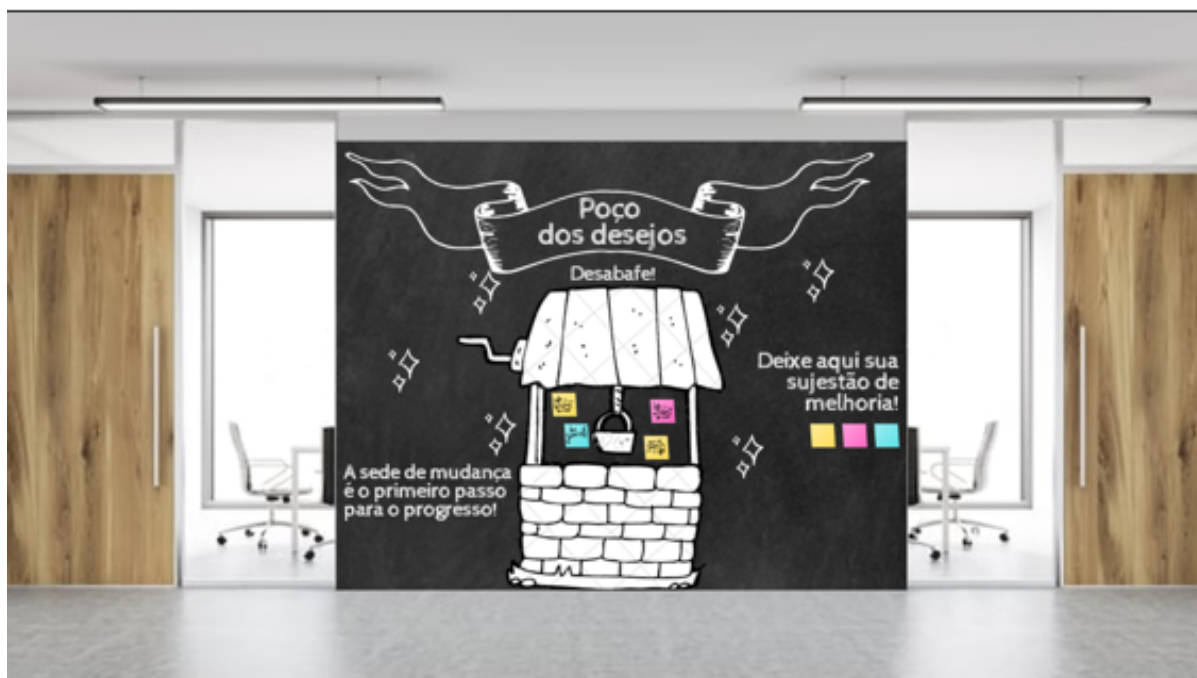 Poço
dos desejos
Desabafe!
Deixe aqui sua
sujestão de
melhoria!
A sede de mudança
é o primeiro passo
para o progresso!